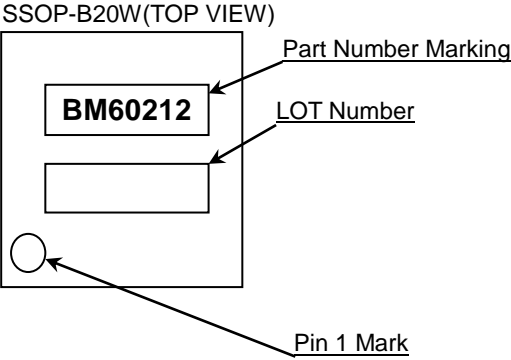 SSOP-B20W(TOP VIEW)
Part Number Marking
BM60212
LOT Number
Pin 1 Mark